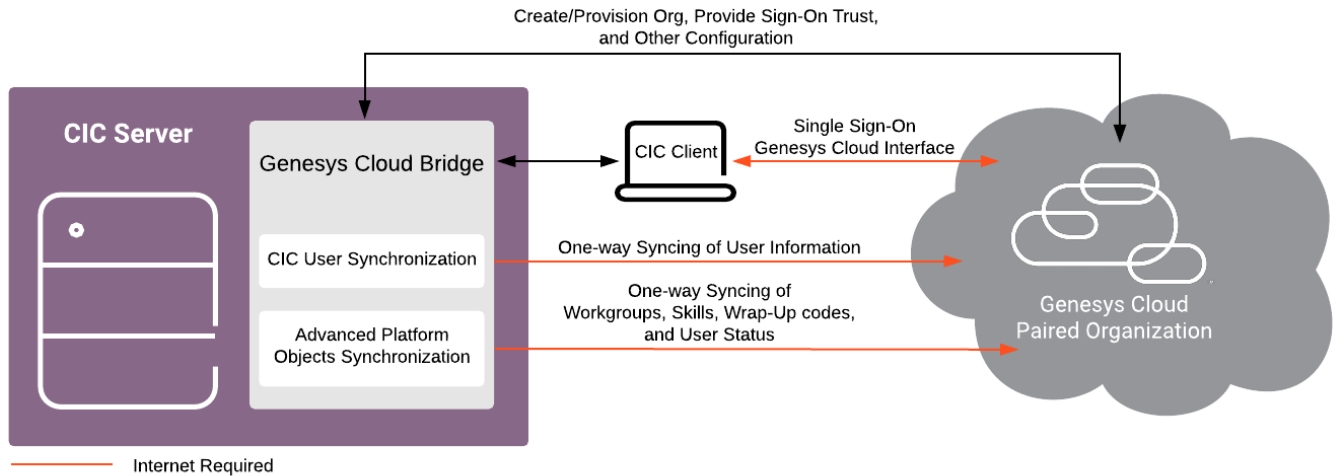 Create/Provision Org, Provide Sign-On Trust,
and Other Configuration
CIC Server
Genesys Cloud Bridge
CIC Client
Single Sign-On
Genesys Cloud Interface
CIC User Synchronization
One-way Syncing of User Information
One-way Syncing of
Workgroups, Skills, Wrap-Up codes,
and User Status
Advanced Platform
Objects Synchronization
Genesys Cloud
Paired Organization
Internet Required